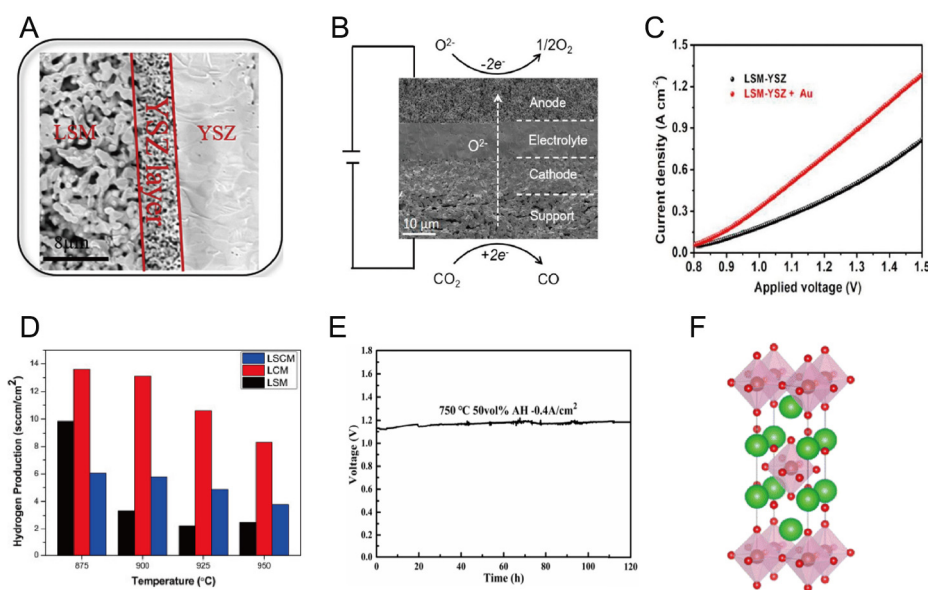 A
LSM
YSZ layer
YSZ
8μm
B
O²⁻
1/2O₂
-2e⁻
Anode
Electrolyte
O²⁻
Cathode
Support
10 μm
+2e⁻
CO₂
CO
C
Current density (A cm⁻²)
1.5
1.2
0.9
0.6
0.3
0.0
LSM-YSZ
LSM-YSZ + Au
0.8 0.9 1.0 1.1 1.2 1.3 1.4 1.5
Applied voltage (V)
D
Hydrogen Production (sccm/cm²)
14
12
10
8
6
4
2
0
LSCM
LCM
LSM
875 900 925 950
Temperature (°C)
E
Voltage (V)
1.8
1.6
1.4
1.2
1.0
0.8
0.6
0.4
0.2
0.0
750 °C 50vol% AH -0.4A/cm²
0 20 40 60 80 100 120
Time (h)
F